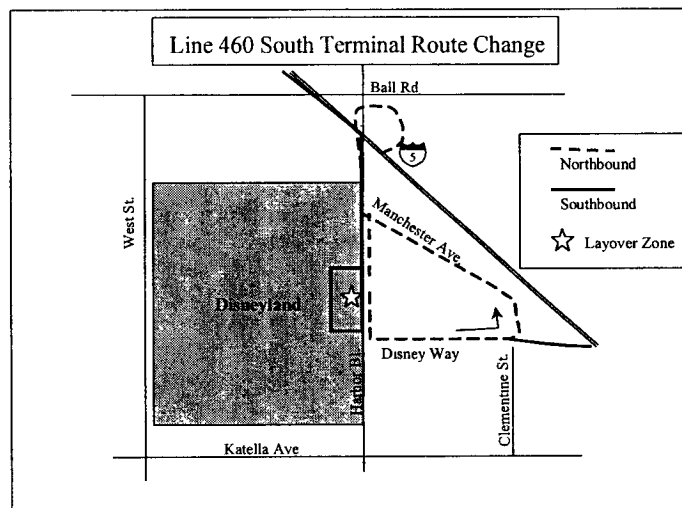 Line 460 South Terminal Route Change
Ball Rd
5
Northbound
Southbound
Layover Zone
West St.
Manchester Ave
Disneyland
Harbor Bl.
Disney Way
Clementine St.
Katella Ave